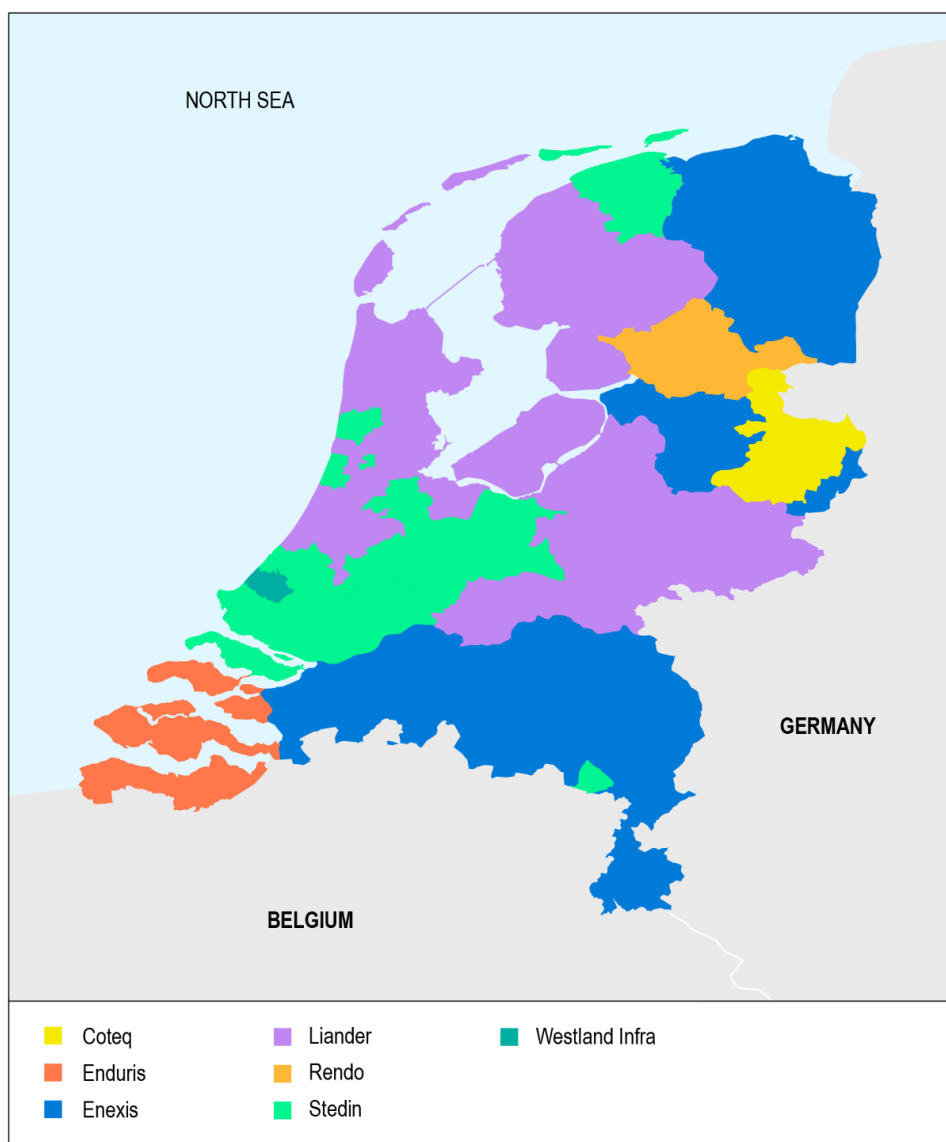 NORTH SEA
GERMANY
BELGIUM
Coteq
Enduris
Enexis
Liander
Rendo
Stedin
Westland Infra